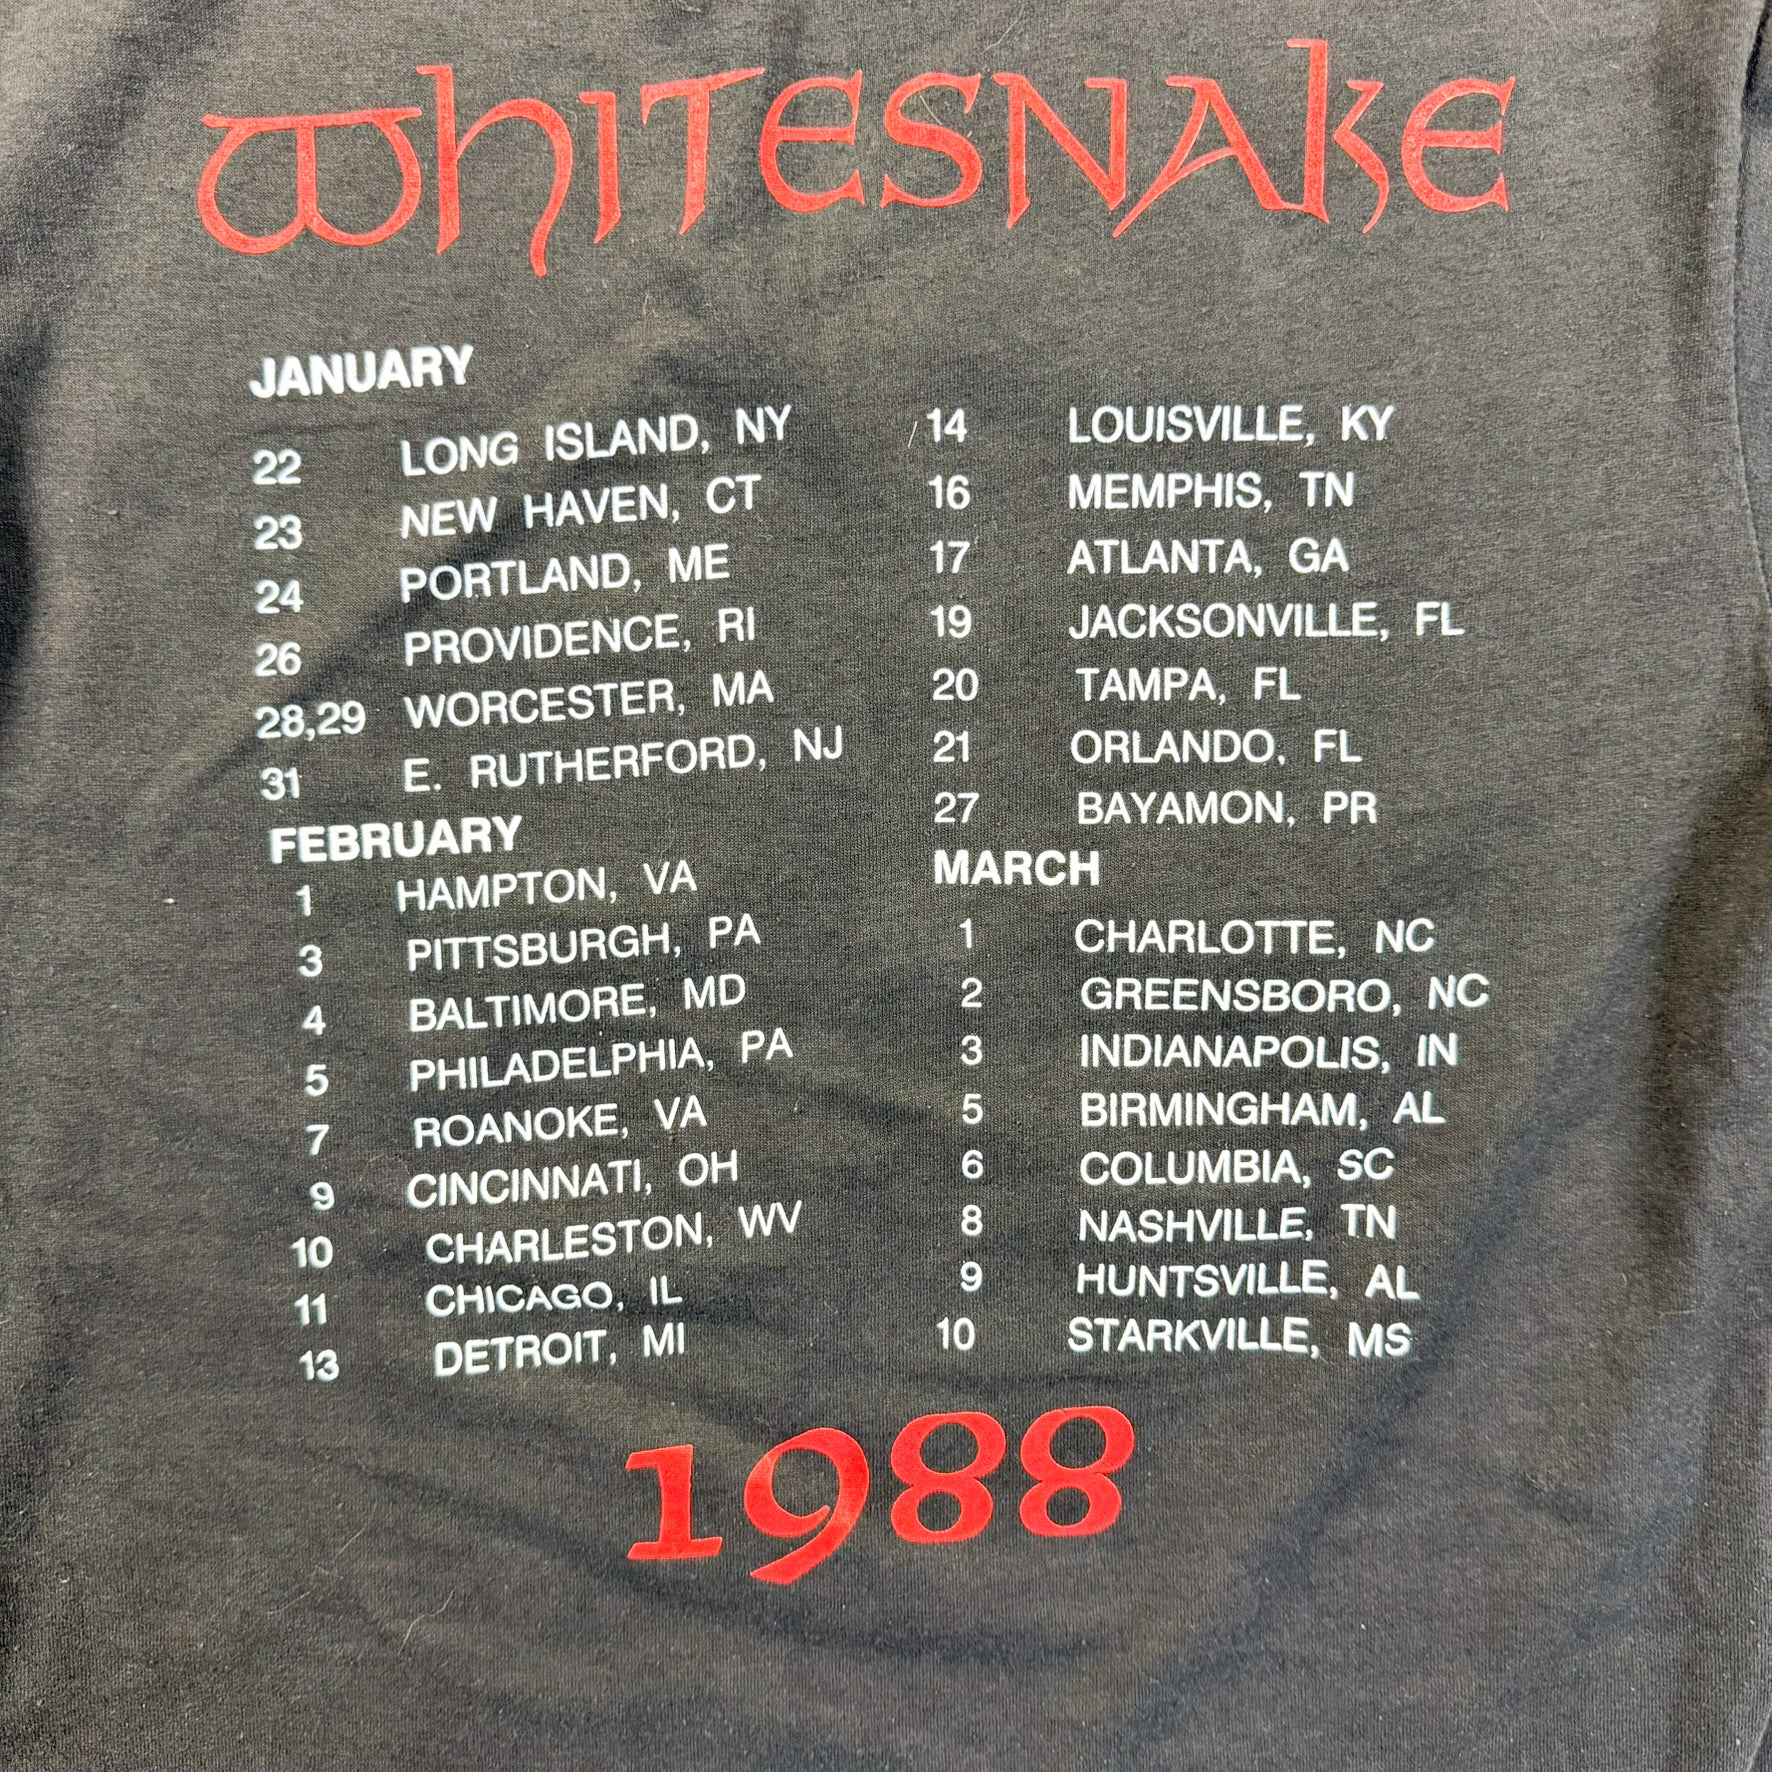 WHITESNAKE
JANUARY
22 LONG ISLAND, NY
23 NEW HAVEN, CT
24 PORTLAND, ME
26 PROVIDENCE, RI
28,29 WORCESTER, MA
31 E. RUTHERFORD, NJ
FEBRUARY
1 HAMPTON, VA
3 PITTSBURGH, PA
4 BALTIMORE, MD
5 PHILADELPHIA, PA
7 ROANOKE, VA
9 CINCINNATI, OH
10 CHARLESTON, WV
11 CHICAGO, IL
13 DETROIT, MI
14 LOUISVILLE, KY
16 MEMPHIS, TN
17 ATLANTA, GA
19 JACKSONVILLE, FL
20 TAMPA, FL
21 ORLANDO, FL
27 BAYAMON, PR
MARCH
1 CHARLOTTE, NC
2 GREENSBORO, NC
3 INDIANAPOLIS, IN
5 BIRMINGHAM, AL
6 COLUMBIA, SC
8 NASHVILLE, TN
9 HUNTSVILLE, AL
10 STARKVILLE, MS
1988